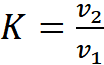 K = v₂/v₁